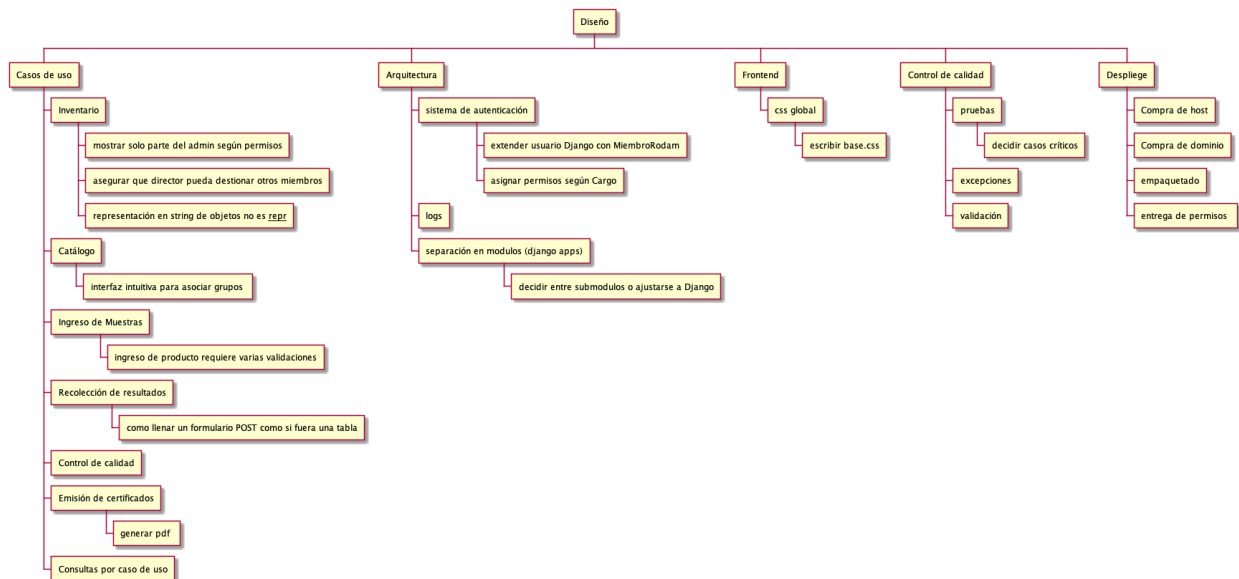 Diseño
Casos de uso
Arquitectura
Frontend
Control de calidad
Despliege
Inventario
mostrar solo parte del admin según permisos
asegurar que director pueda destionar otros miembros
representación en string de objetos no es repr
Catálogo
interfaz intuitiva para asociar grupos
Ingreso de Muestras
ingreso de producto requiere varias validaciones
Recolección de resultados
como llenar un formulario POST como si fuera una tabla
Control de calidad
Emisión de certificados
generar pdf
Consultas por caso de uso
sistema de autenticación
extender usuario Django con MiembroRodam
asignar permisos según Cargo
logs
separación en modulos (django apps)
decidir entre submodulos o ajustarse a Django
css global
escribir base.css
pruebas
decidir casos críticos
excepciones
validación
Compra de host
Compra de dominio
empaquetado
entrega de permisos